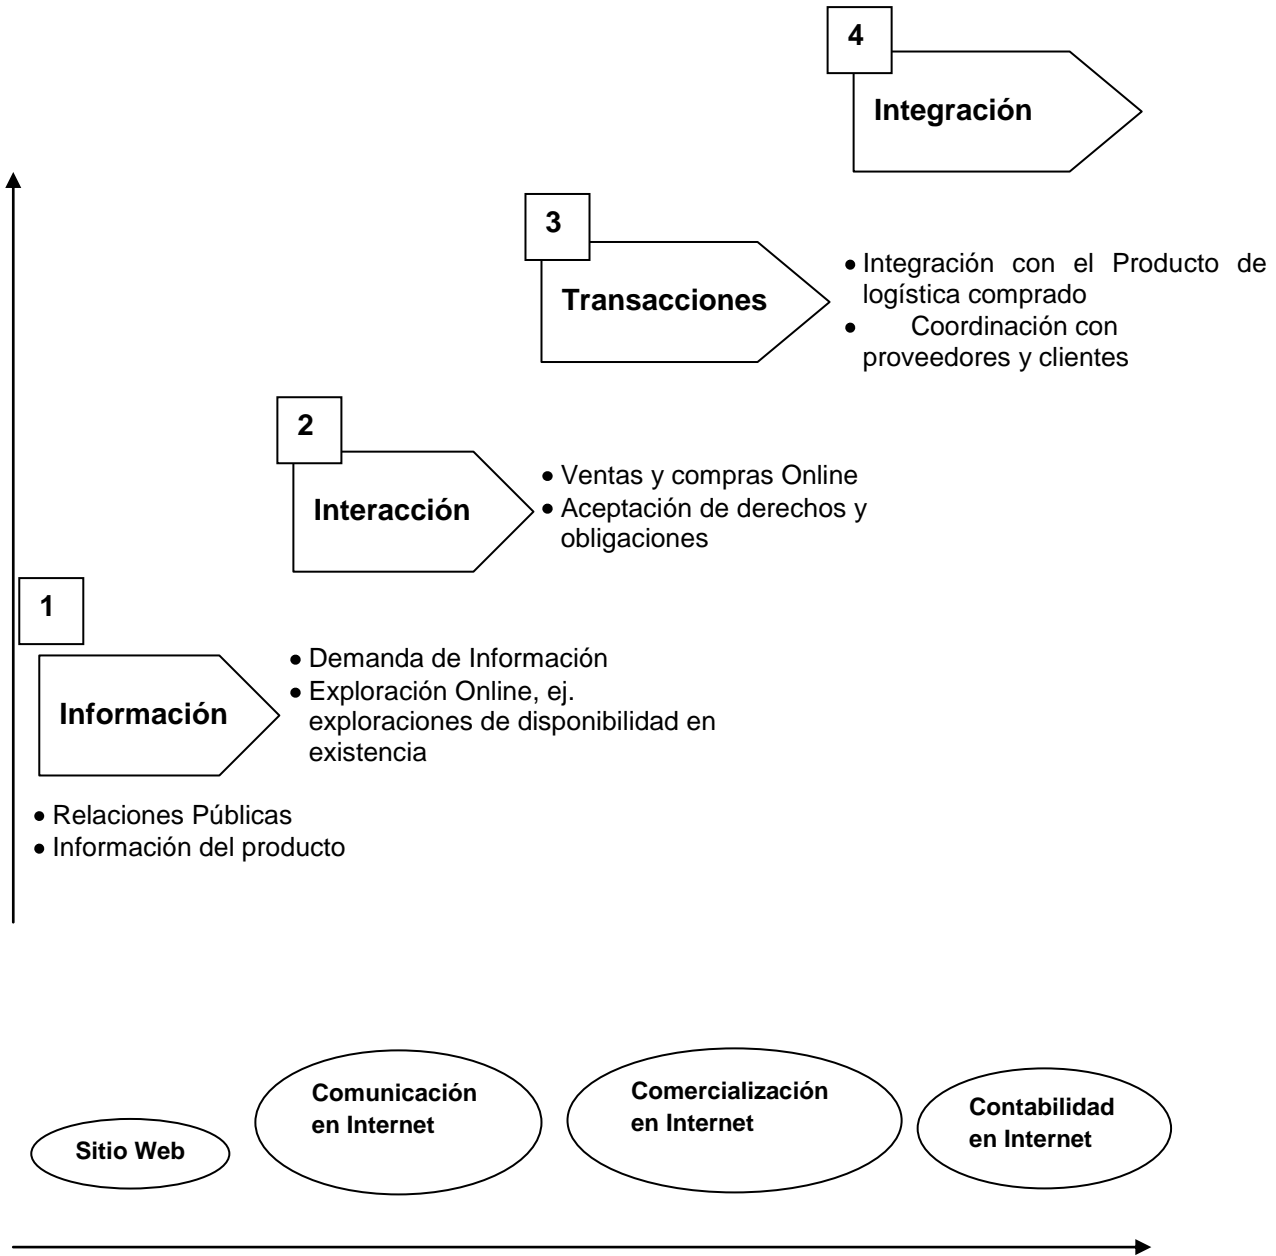 4
Integración
3
Transacciones
• Integración con el Producto de
logística comprado
• Coordinación con
proveedores y clientes
2
Interacción
• Ventas y compras Online
• Aceptación de derechos y
obligaciones
1
Información
• Demanda de Información
• Exploración Online, ej.
exploraciones de disponibilidad en
existencia
• Relaciones Públicas
• Información del producto
Sitio Web
Comunicación
en Internet
Comercialización
en Internet
Contabilidad
en Internet